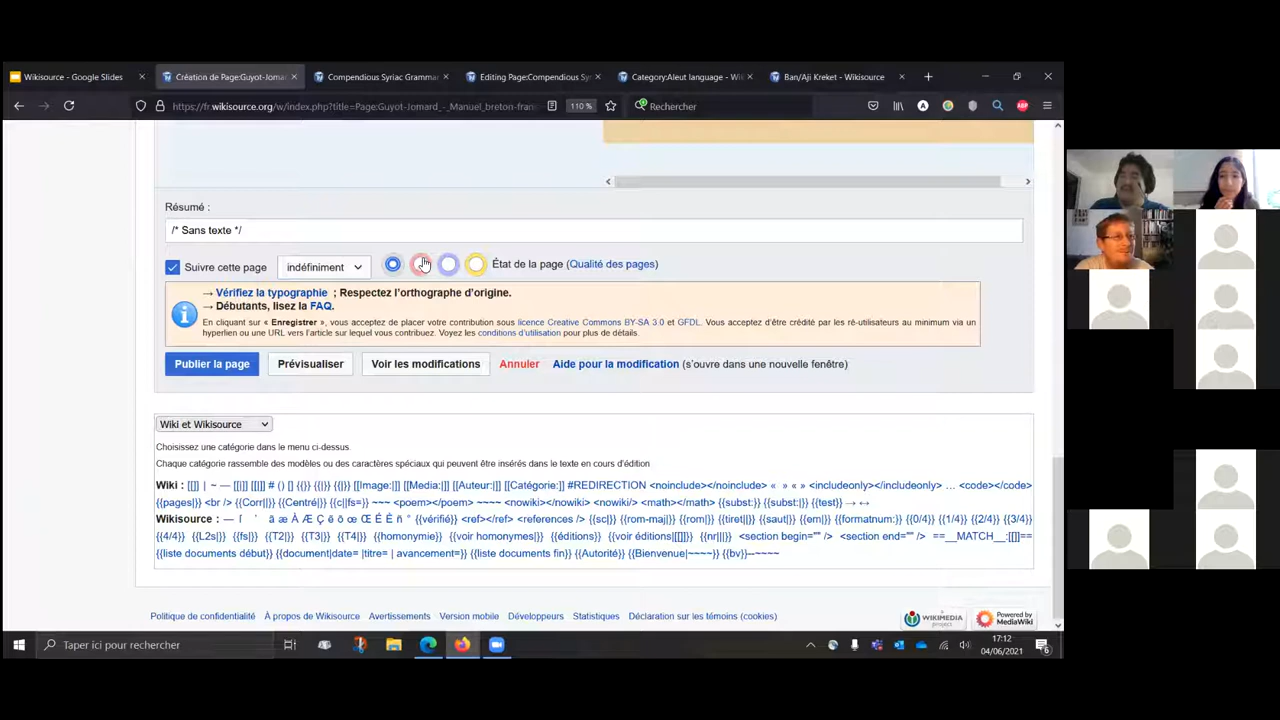 Wikisource - Google Slides
Création de Page:Guyot-Jomar
Compendious Syriac Grammar
Editing Page:Compendious Sy
Category:Aleut language - Wi
Ban/Aji Kreket - Wikisource
https://fr.wikisource.org/w/index.php?title=Page:Guyot-Jomard_-_Manuel_breton-fran
110 %
Rechercher
Résumé :
/* Sans texte */
Suivre cette page
indéfiniment
État de la page (Qualité des pages)
→ Vérifiez la typographie ; Respectez l'orthographe d'origine.
→ Débutants, lisez la FAQ.
En cliquant sur « Enregistrer », vous acceptez de placer votre contribution sous licence Creative Commons BY-SA 3.0 et GFDL. Vous acceptez d'être crédité par les ré-utilisateurs au minimum via un
hyperlien ou une URL vers l'article sur lequel vous contribuez. Voyez les conditions d'utilisation pour plus de détails.
Publier la page
Prévisualiser
Voir les modifications
Annuler
Aide pour la modification (s'ouvre dans une nouvelle fenêtre)
Wiki et Wikisource
Choisissez une catégorie dans le menu ci-dessus.
Chaque catégorie rassemble des modèles ou des caractères spéciaux qui peuvent être insérés dans le texte en cours d'édition
Wiki : [[]] | ~ — [[|]] [[|]] # () [] {{}} {{|}} {{|}} [[Image:]] [[Media:]] [[Auteur:]] [[Catégorie:]] #REDIRECTION <noinclude></noinclude> « » « » <includeonly></includeonly> … <code></code>
{{pages|}} <br /> {{Corr|}} {{Centré|}} {{c|fs=}} ~~~ <poem></poem> ~~~~ <nowiki></nowiki> <nowiki/> <math></math> {{subst:}} {{subst:|}} {{test}} → ↔
{{vérifié}} <ref></ref> <references /> {{sc|}} {{rom-maj|}} {{rom|}} {{tiret|}} {{saut|}} {{em|}} {{formatnum:}} {{0/4}} {{1/4}} {{2/4}} {{3/4}}
{{4/4}} {{L2s|}} {{fs|}} {{T2|}} {{T3|}} {{T4|}} {{homonymie}} {{voir homonymes}} {{éditions}} {{voir éditions|[[]]}} {{nr||}} <section begin="" /> <section end="" /> ==__MATCH__:[[]]==
{{liste documents début}} {{document|date= |titre= | avancement=}} {{liste documents fin}} {{Autorité}} {{Bienvenue|~~~~}} {{bv}}--~~~~
Politique de confidentialité
À propos de Wikisource
Avertissements
Version mobile
Développeurs
Statistiques
Déclaration sur les témoins (cookies)
WIKIMEDIA
project
Powered by
MediaWiki
Taper ici pour rechercher
17:12
04/06/2021
6